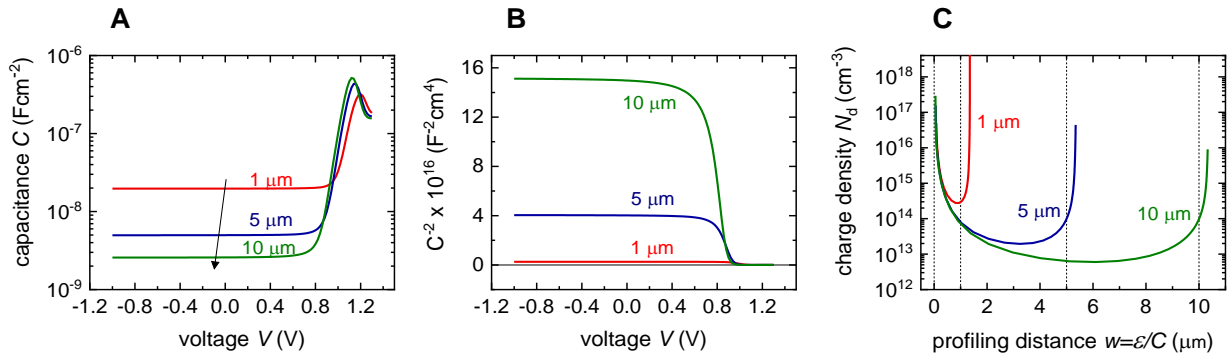 A
capacitance C (Fcm⁻²)
10⁻⁶
10⁻⁷
10⁻⁸
10⁻⁹
1 μm
5 μm
10 μm
-1.2 -0.8 -0.4 0.0 0.4 0.8 1.2
voltage V (V)
B
C⁻² x 10¹⁶ (F⁻²cm⁴)
16
12
8
4
0
10 μm
5 μm
1 μm
-1.2 -0.8 -0.4 0.0 0.4 0.8 1.2
voltage V (V)
C
charge density N_d (cm⁻³)
10¹⁸
10¹⁷
10¹⁶
10¹⁵
10¹⁴
10¹³
10¹²
1 μm
5 μm
10 μm
0 2 4 6 8 10
profiling distance w=ε/C (μm)